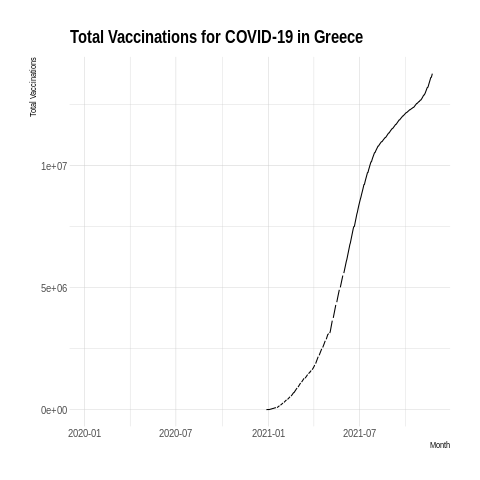 Total Vaccinations for COVID-19 in Greece
Total Vaccinations
1e+07
5e+06
0e+00
2020-01 2020-07 2021-01 2021-07
Month